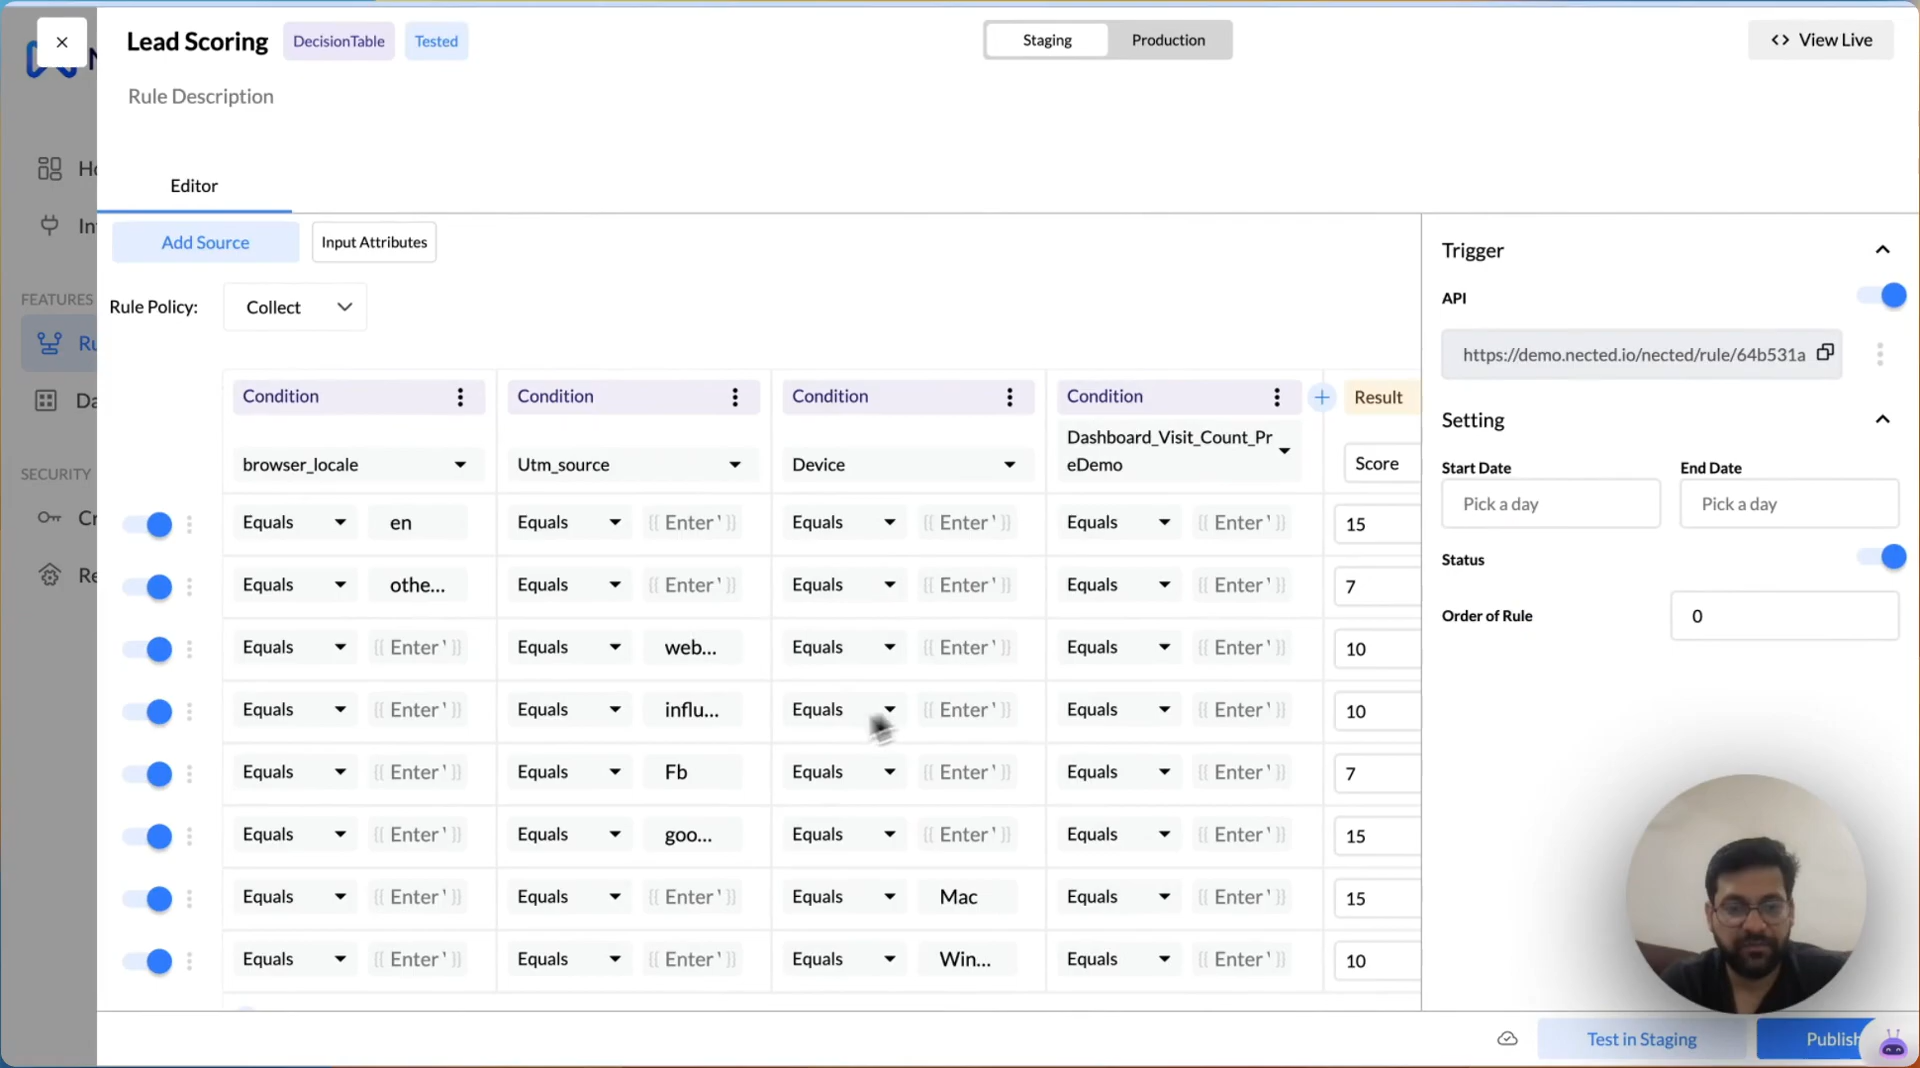 Lead Scoring DecisionTable Tested Staging Production View Live
Rule Description
Editor
Add Source Input Attributes
Rule Policy: Collect
Condition Condition Condition Condition + Result
browser_locale Utm_source Device Dashboard_Visit_Count_Pr
eDemo Score
Equals en Equals {{ Enter ' }} Equals {{ Enter ' }} Equals {{ Enter ' }} 15
Equals othe... Equals {{ Enter ' }} Equals {{ Enter ' }} Equals {{ Enter ' }} 7
Equals {{ Enter ' }} Equals web... Equals {{ Enter ' }} Equals {{ Enter ' }} 10
Equals {{ Enter ' }} Equals influ... Equals {{ Enter ' }} Equals {{ Enter ' }} 10
Equals {{ Enter ' }} Equals Fb Equals {{ Enter ' }} Equals {{ Enter ' }} 7
Equals {{ Enter ' }} Equals goo... Equals {{ Enter ' }} Equals {{ Enter ' }} 15
Equals {{ Enter ' }} Equals {{ Enter ' }} Equals Mac Equals {{ Enter ' }} 15
Equals {{ Enter ' }} Equals {{ Enter ' }} Equals Win... Equals {{ Enter ' }} 10
Trigger
API
https://demo.nected.io/nected/rule/64b531a
Setting
Start Date End Date
Pick a day Pick a day
Status
Order of Rule 0
Test in Staging Publish
FEATURES
SECURITY